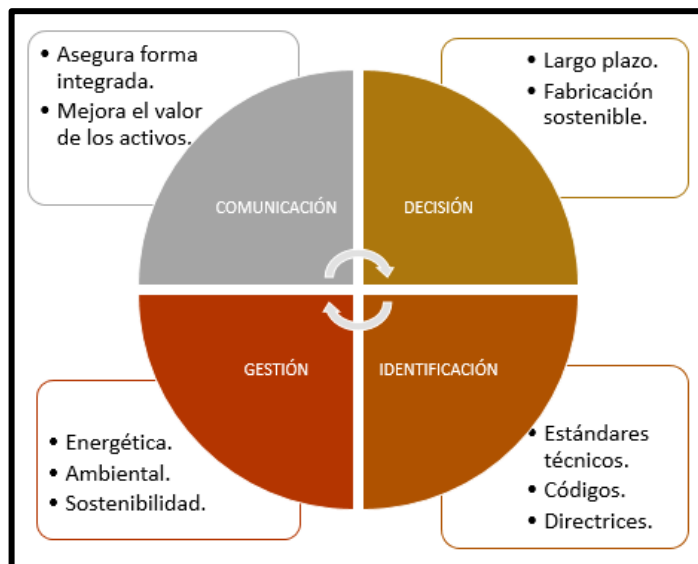 • Asegura forma
integrada.
• Mejora el valor
de los activos.
• Largo plazo.
• Fabricación
sostenible.
COMUNICACIÓN
DECISIÓN
GESTIÓN
IDENTIFICACIÓN
• Energética.
• Ambiental.
• Sostenibilidad.
• Estándares
técnicos.
• Códigos.
• Directrices.